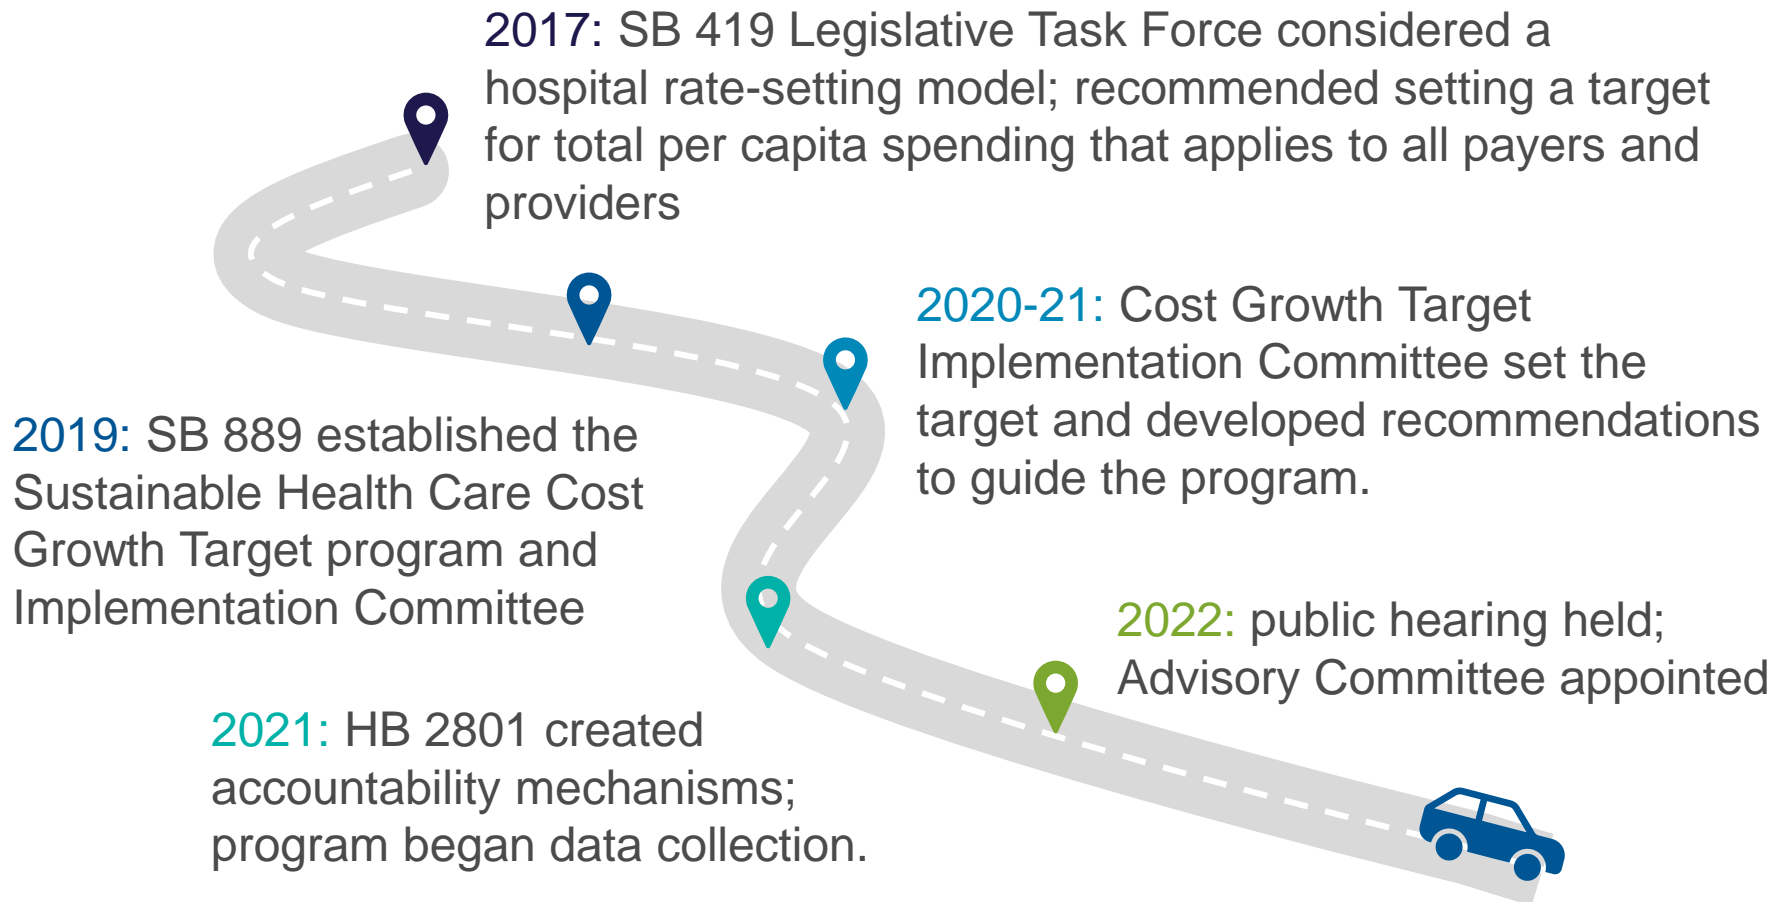 2017: SB 419 Legislative Task Force considered a
hospital rate-setting model; recommended setting a target
for total per capita spending that applies to all payers and
providers
2019: SB 889 established the
Sustainable Health Care Cost
Growth Target program and
Implementation Committee
2020-21: Cost Growth Target
Implementation Committee set the
target and developed recommendations
to guide the program.
2021: HB 2801 created
accountability mechanisms;
program began data collection.
2022: public hearing held;
Advisory Committee appointed